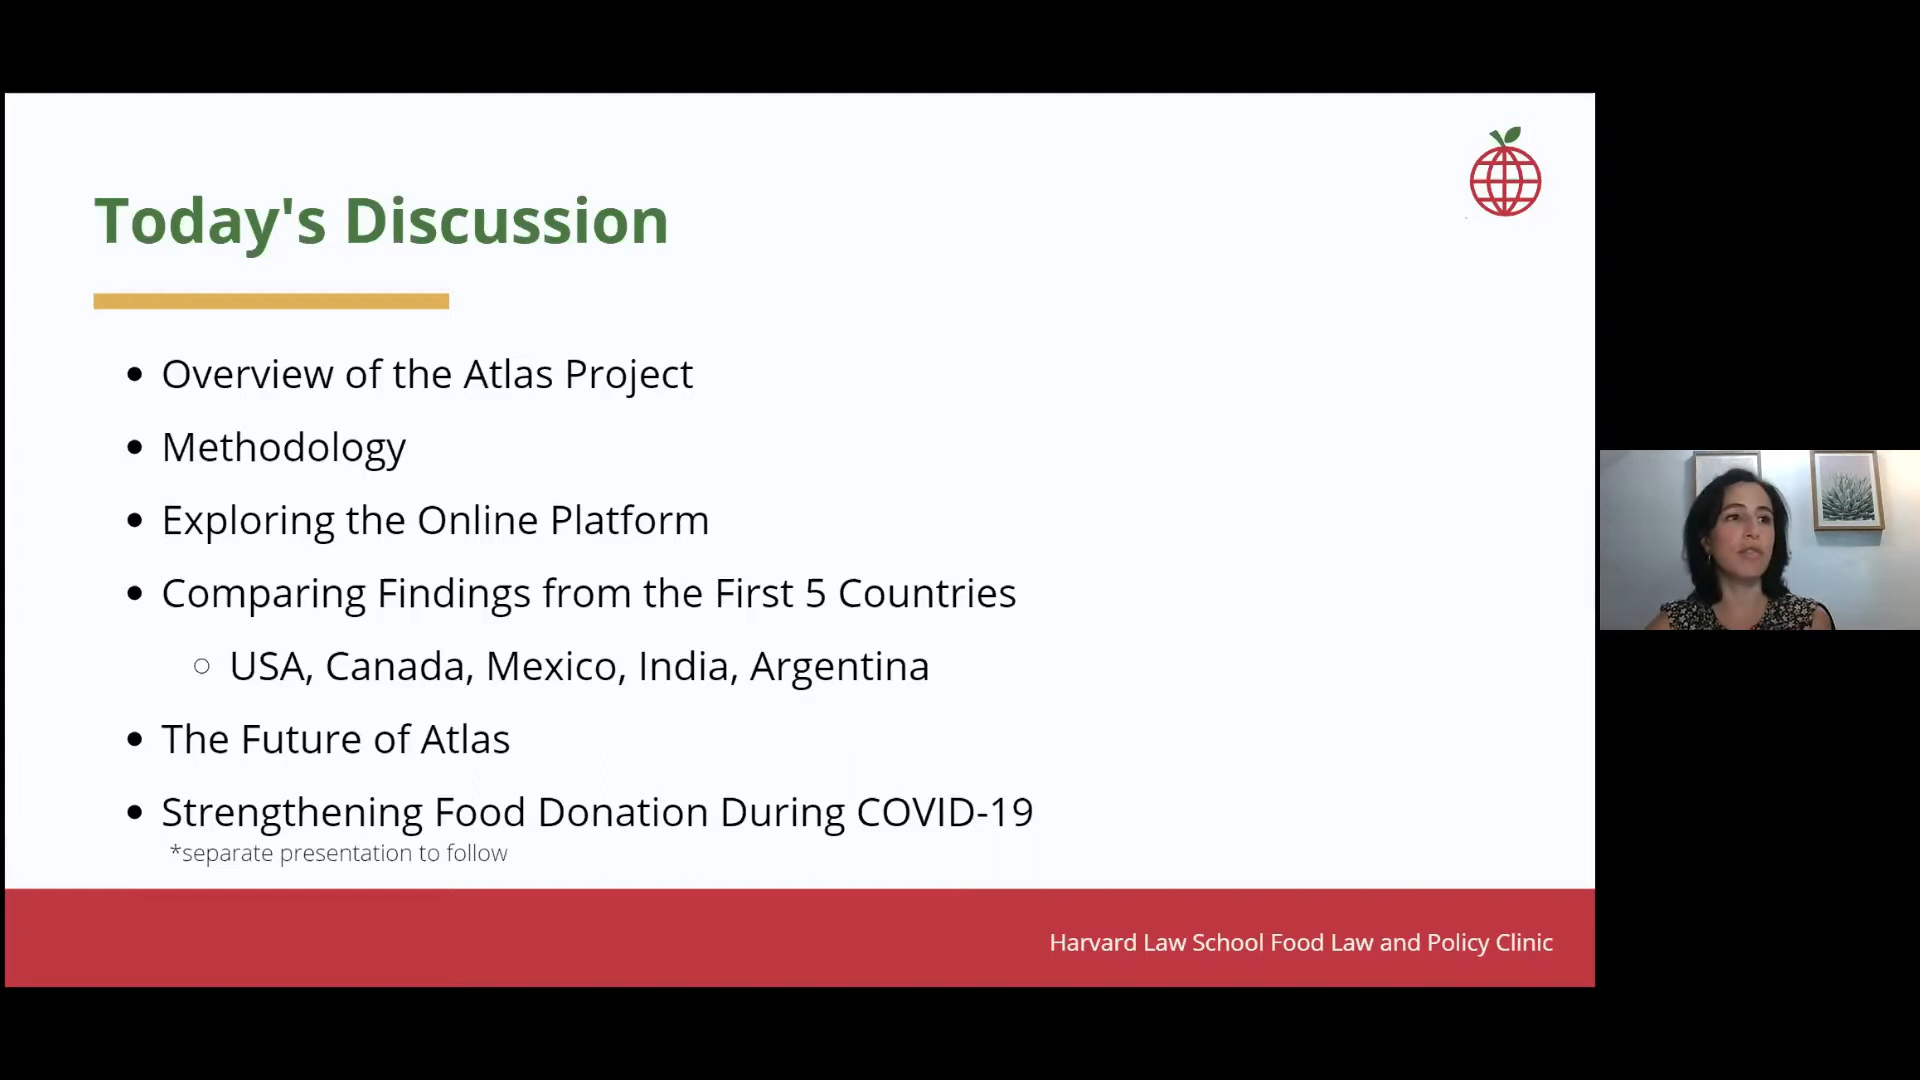 Today's Discussion
• Overview of the Atlas Project
• Methodology
• Exploring the Online Platform
• Comparing Findings from the First 5 Countries
○ USA, Canada, Mexico, India, Argentina
• The Future of Atlas
• Strengthening Food Donation During COVID-19
*separate presentation to follow
Harvard Law School Food Law and Policy Clinic